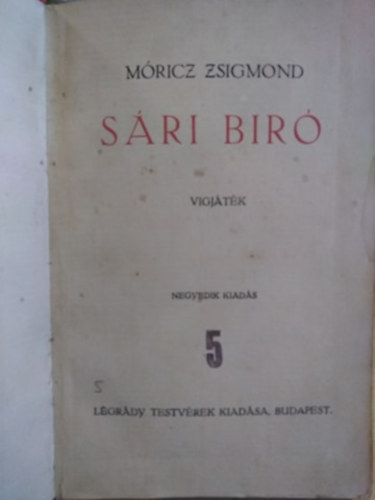 MÓRICZ ZSIGMOND
SÁRI BIRÓ
VIGJÁTÉK
NEGYEDIK KIADÁS
5
5
LÉGRÁDY TESTVÉREK KIADÁSA, BUDAPEST.